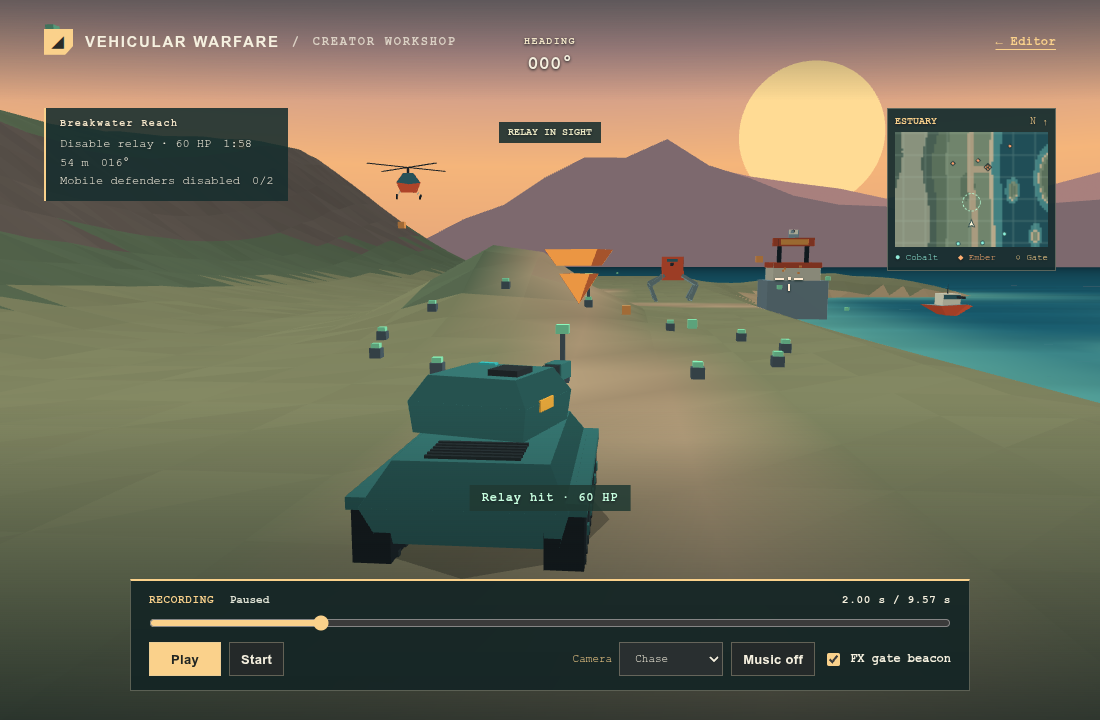 VEHICULAR WARFARE / CREATOR WORKSHOP
HEADING
000°
← Editor
Breakwater Reach
Disable relay · 60 HP 1:58
54 m 016°
Mobile defenders disabled 0/2
RELAY IN SIGHT
ESTUARY N ↑
● Cobalt ◆ Ember ○ Gate
Relay hit · 60 HP
RECORDING Paused 2.00 s / 9.57 s
Play Start Camera Chase Music off FX gate beacon